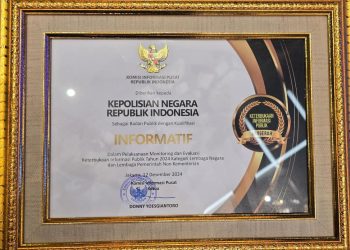 KOMISI INFORMASI PUSAT
REPUBLIK INDONESIA
Diberikan kepada
KEPOLISIAN NEGARA
REPUBLIK INDONESIA
Sebagai Badan Publik dengan Kualifikasi
INFORMATIF
Dalam Pelaksanaan Monitoring dan Evaluasi
Keterbukaan Informasi Publik Tahun 2024 Kategori Lembaga Negara
dan Lembaga Pemerintah Non Kementerian
Jakarta, 17 Desember 2024
Komisi Informasi Pusat
Ketua
DONNY YOESGIANTORO
KETERBUKAAN
INFORMASI
PUBLIK